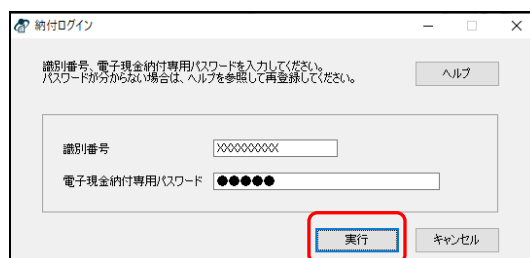 納付ログイン
識別番号、電子現金納付専用パスワードを入力してください。
パスワードが分からない場合は、ヘルプを参照して再登録してください。
ヘルプ
識別番号 XXXXXXXXX
電子現金納付専用パスワード ●●●●●
実行 キャンセル